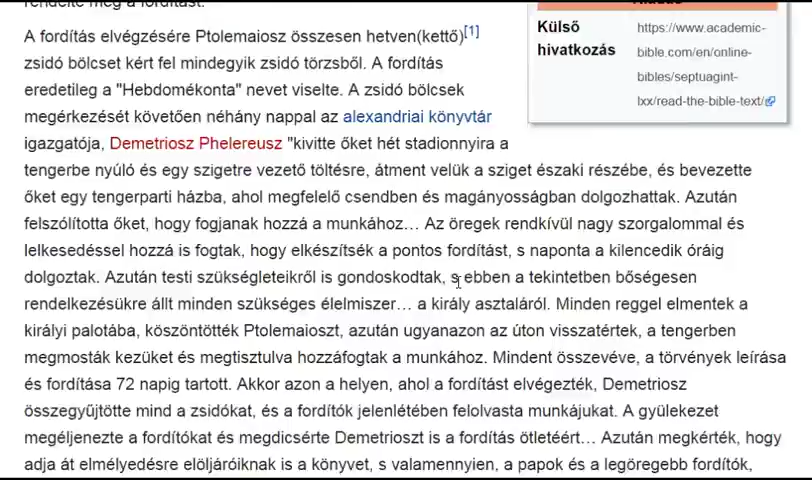 rendelte meg a fordítást.
A fordítás elvégzésére Ptolemaiosz összesen hetven(kettő)[1]
zsidó bölcset kért fel mindegyik zsidó törzsből. A fordítás
eredetileg a "Hebdomékonta" nevet viselte. A zsidó bölcsek
megérkezését követően néhány nappal az alexandriai könyvtár
igazgatója, Demetriosz Phelereusz "kivitte őket hét stadionnyira a
tengerbe nyúló és egy szigetre vezető töltésre, átment velük a sziget északi részébe, és bevezette
őket egy tengerparti házba, ahol megfelelő csendben és magányosságban dolgozhattak. Azután
felszólította őket, hogy fogjanak hozzá a munkához… Az öregek rendkívül nagy szorgalommal és
lelkesedéssel hozzá is fogtak, hogy elkészítsék a pontos fordítást, s naponta a kilencedik óráig
dolgoztak. Azután testi szükségleteikről is gondoskodtak, s ebben a tekintetben bőségesen
rendelkezésükre állt minden szükséges élelmiszer… a király asztaláról. Minden reggel elmentek a
királyi palotába, köszöntötték Ptolemaioszt, azután ugyanazon az úton visszatértek, a tengerben
megmosták kezüket és megtisztulva hozzáfogtak a munkához. Mindent összevéve, a törvények leírása
és fordítása 72 napig tartott. Akkor azon a helyen, ahol a fordítást elvégezték, Demetriosz
összegyűjtötte mind a zsidókat, és a fordítók jelenlétében felolvasta munkájukat. A gyülekezet
megéljenezte a fordítókat és megdicsérte Demetrioszt is a fordítás ötletéért… Azután megkérték, hogy
adja át elmélyedésre elöljáróiknak is a könyvet, s valamennyien, a papok és a legöregebb fordítók,
Külső
hivatkozás
https://www.academic-
bible.com/en/online-
bibles/septuagint-
lxx/read-the-bible-text/